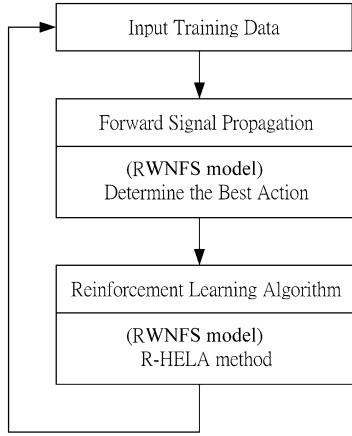 Input Training Data
Forward Signal Propagation
(RWNFS model)
Determine the Best Action
Reinforcement Learning Algorithm
(RWNFS model)
R-HELA method